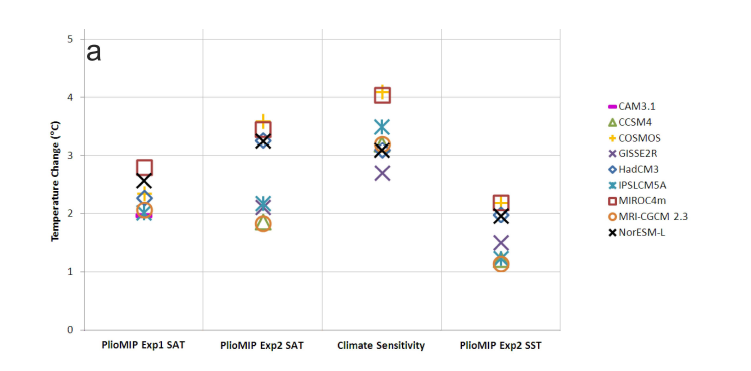 a
5
4
3
2
1
0
Temperature Change (°C)
PlioMIP Exp1 SAT
PlioMIP Exp2 SAT
Climate Sensitivity
PlioMIP Exp2 SST
CAM3.1
CCSM4
COSMOS
GISSE2R
HadCM3
IPSLCM5A
MIROC4m
MRI-CGCM 2.3
NorESM-L